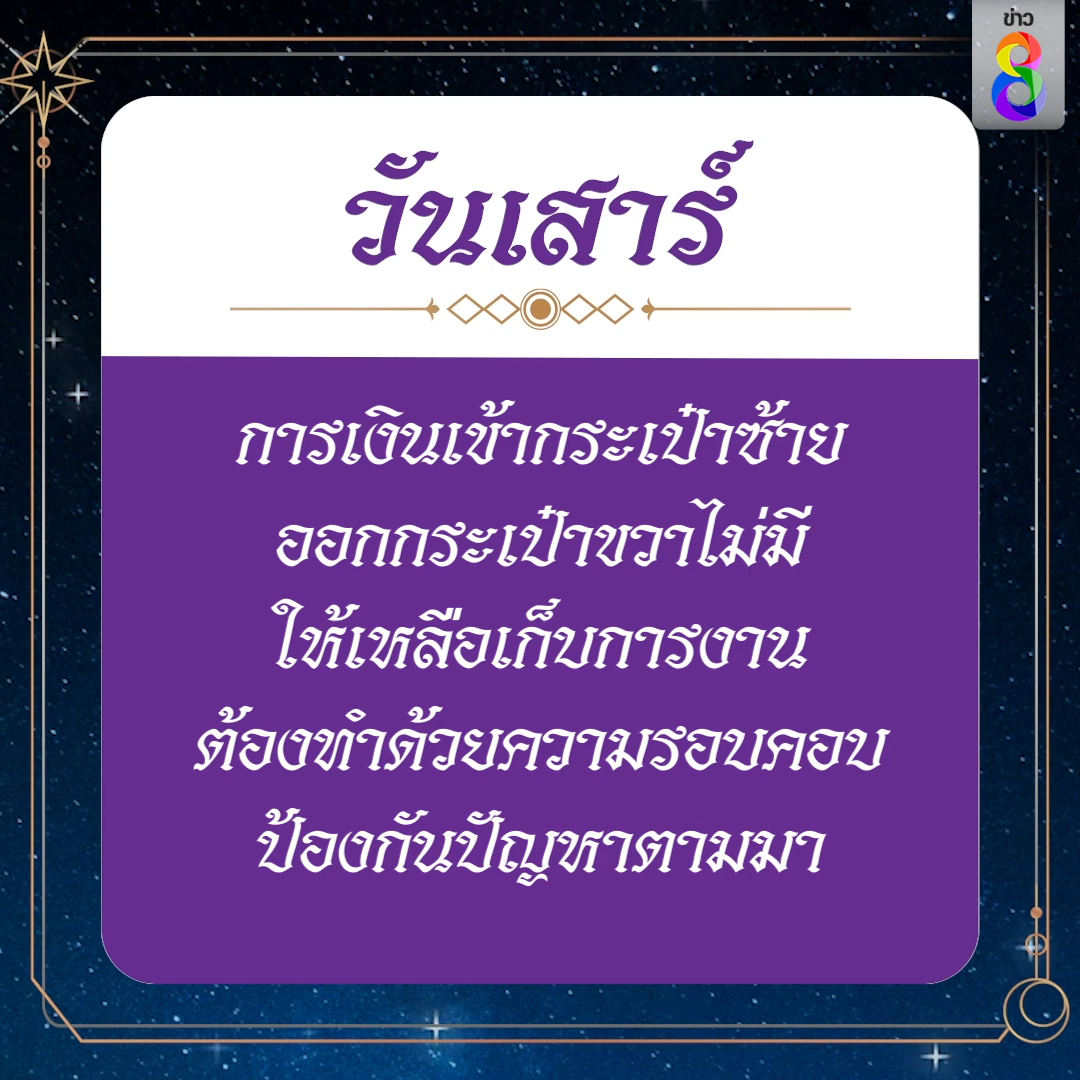 ข่าว
8
วันเสาร์
การเงินเข้ากระเป๋าซ้าย
ออกกระเป๋าขวาไม่มี
ให้เหลือเก็บการงาน
ต้องทำด้วยความรอบคอบ
ป้องกันปัญหาตามมา